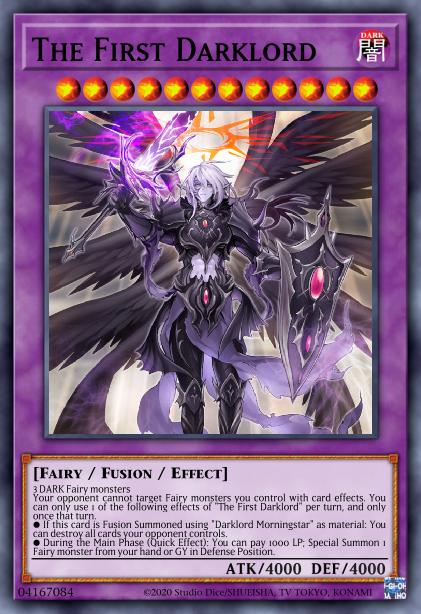 THE FIRST DARKLORD
DARK
闇
[FAIRY / FUSION / EFFECT]
3 DARK Fairy monsters
Your opponent cannot target Fairy monsters you control with card effects. You
can only use 1 of the following effects of "The First Darklord" per turn, and only
once that turn.
● If this card is Fusion Summoned using "Darklord Morningstar" as material: You
can destroy all cards your opponent controls.
● During the Main Phase (Quick Effect): You can pay 1000 LP; Special Summon 1
Fairy monster from your hand or GY in Defense Position.
ATK/4000 DEF/4000
04167084 ©2020 Studio Dice/SHUEISHA, TV TOKYO, KONAMI